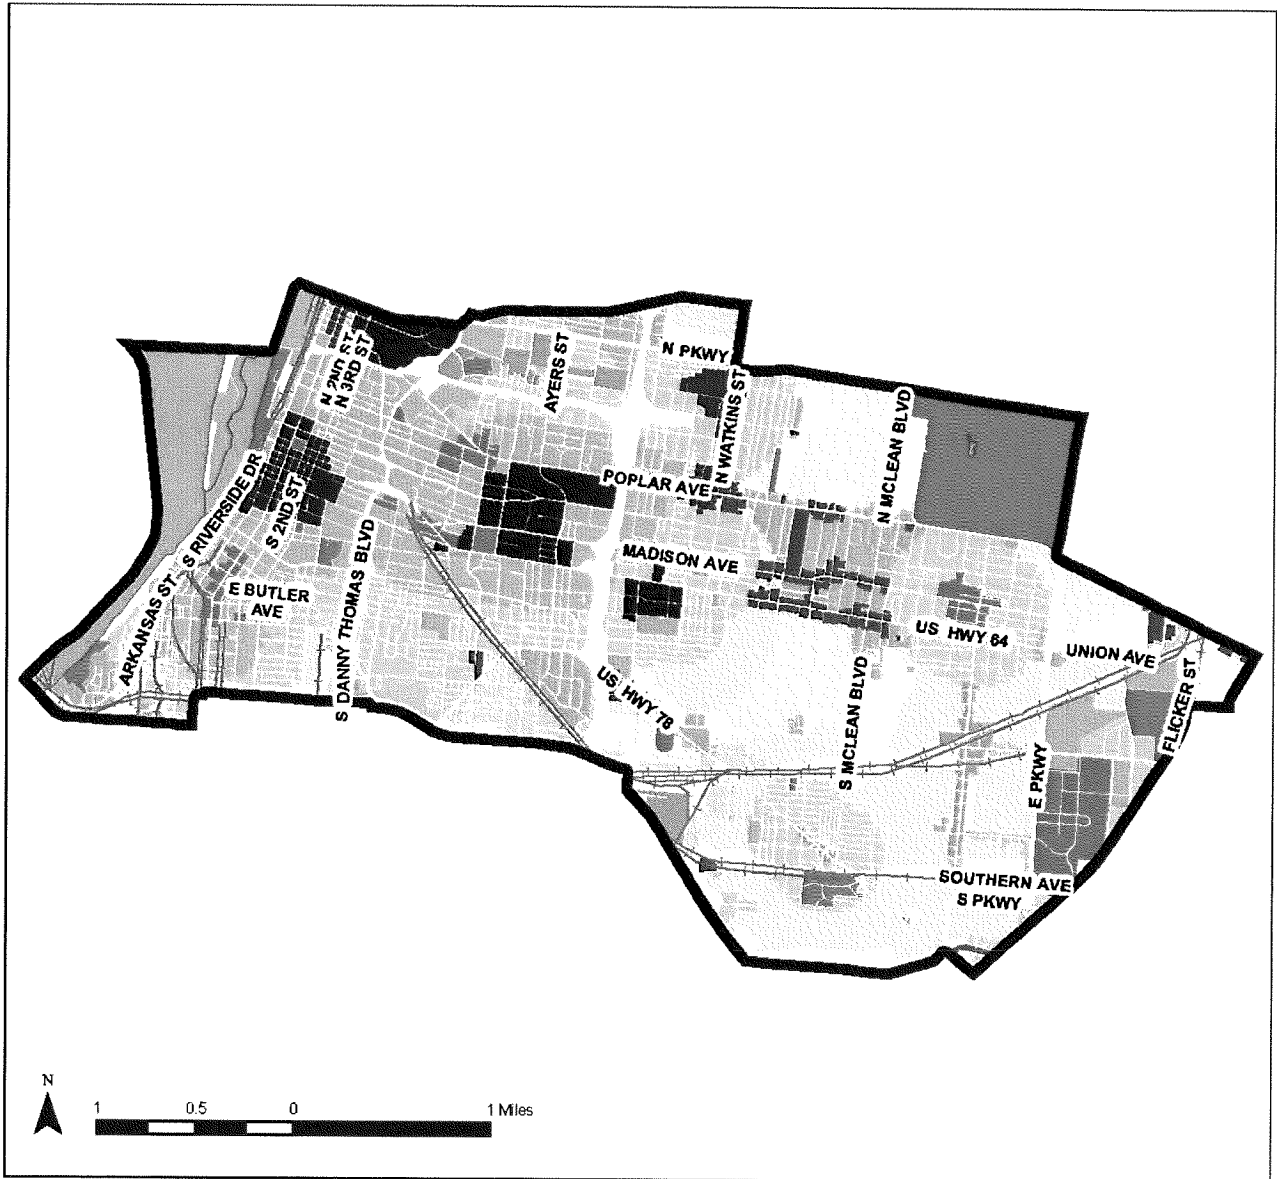 N PKWY
N 2ND ST
N 3RD ST
AYERS ST
N WATKINS ST
N MCLEAN BLVD
POPLAR AVE
S RIVERSIDE DR
S 2ND ST
S DANNY THOMAS BLVD
MADISON AVE
ARKANSAS ST
E BUTLER
AVE
US HWY 64
UNION AVE
FLICKER ST
US HWY 78
S MCLEAN BLVD
E PKWY
SOUTHERN AVE
S PKWY
N
1 0.5 0 1 Miles